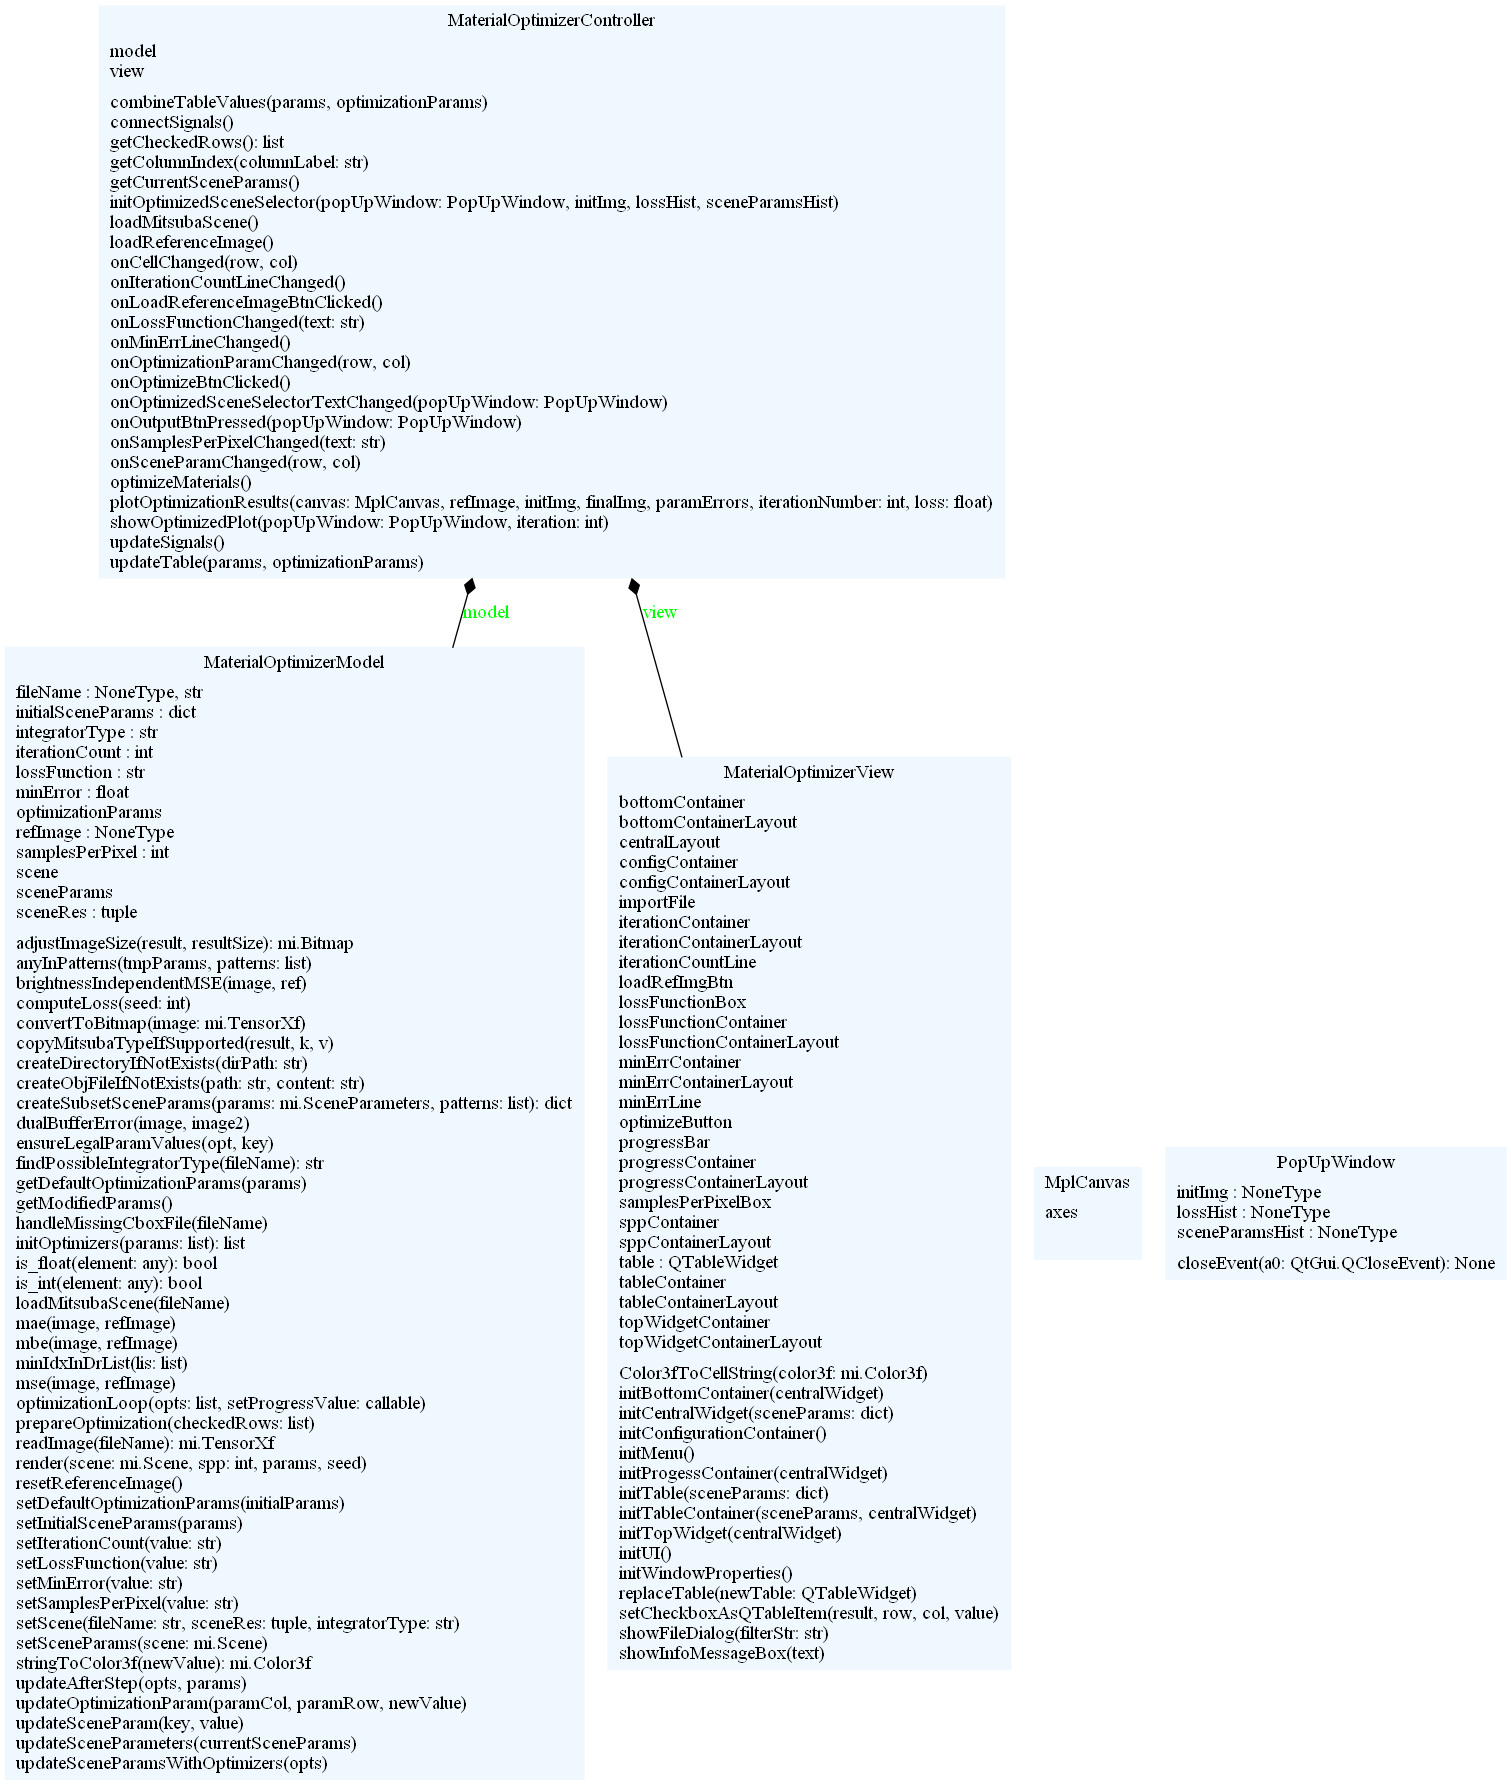 MaterialOptimizerController
model
view
combineTableValues(params, optimizationParams)
connectSignals()
getCheckedRows(): list
getColumnIndex(columnLabel: str)
getCurrentSceneParams()
initOptimizedSceneSelector(popUpWindow: PopUpWindow, initImg, lossHist, sceneParamsHist)
loadMitsubaScene()
loadReferenceImage()
onCellChanged(row, col)
onIterationCountLineChanged()
onLoadReferenceImageBtnClicked()
onLossFunctionChanged(text: str)
onMinErrLineChanged()
onOptimizationParamChanged(row, col)
onOptimizeBtnClicked()
onOptimizedSceneSelectorTextChanged(popUpWindow: PopUpWindow)
onOutputBtnPressed(popUpWindow: PopUpWindow)
onSamplesPerPixelChanged(text: str)
onSceneParamChanged(row, col)
optimizeMaterials()
plotOptimizationResults(canvas: MplCanvas, refImage, initImg, finalImg, paramErrors, iterationNumber: int, loss: float)
showOptimizedPlot(popUpWindow: PopUpWindow, iteration: int)
updateSignals()
updateTable(params, optimizationParams)
model
view
MaterialOptimizerModel
fileName : NoneType, str
initialSceneParams : dict
integratorType : str
iterationCount : int
lossFunction : str
minError : float
optimizationParams
refImage : NoneType
samplesPerPixel : int
scene
sceneParams
sceneRes : tuple
adjustImageSize(result, resultSize): mi.Bitmap
anyInPatterns(tmpParams, patterns: list)
brightnessIndependentMSE(image, ref)
computeLoss(seed: int)
convertToBitmap(image: mi.TensorXf)
copyMitsubaTypeIfSupported(result, k, v)
createDirectoryIfNotExists(dirPath: str)
createObjFileIfNotExists(path: str, content: str)
createSubsetSceneParams(params: mi.SceneParameters, patterns: list): dict
dualBufferError(image, image2)
ensureLegalParamValues(opt, key)
findPossibleIntegratorType(fileName): str
getDefaultOptimizationParams(params)
getModifiedParams()
handleMissingCboxFile(fileName)
initOptimizers(params: list): list
is_float(element: any): bool
is_int(element: any): bool
loadMitsubaScene(fileName)
mae(image, refImage)
mbe(image, refImage)
minIdxInDrList(lis: list)
mse(image, refImage)
optimizationLoop(opts: list, setProgressValue: callable)
prepareOptimization(checkedRows: list)
readImage(fileName): mi.TensorXf
render(scene: mi.Scene, spp: int, params, seed)
resetReferenceImage()
setDefaultOptimizationParams(initialParams)
setInitialSceneParams(params)
setIterationCount(value: str)
setLossFunction(value: str)
setMinError(value: str)
setSamplesPerPixel(value: str)
setScene(fileName: str, sceneRes: tuple, integratorType: str)
setSceneParams(scene: mi.Scene)
stringToColor3f(newValue): mi.Color3f
updateAfterStep(opts, params)
updateOptimizationParam(paramCol, paramRow, newValue)
updateSceneParam(key, value)
updateSceneParameters(currentSceneParams)
updateSceneParamsWithOptimizers(opts)
MaterialOptimizerView
bottomContainer
bottomContainerLayout
centralLayout
configContainer
configContainerLayout
importFile
iterationContainer
iterationContainerLayout
iterationCountLine
loadRefImgBtn
lossFunctionBox
lossFunctionContainer
lossFunctionContainerLayout
minErrContainer
minErrContainerLayout
minErrLine
optimizeButton
progressBar
progressContainer
progressContainerLayout
samplesPerPixelBox
sppContainer
sppContainerLayout
table : QTableWidget
tableContainer
tableContainerLayout
topWidgetContainer
topWidgetContainerLayout
Color3fToCellString(color3f: mi.Color3f)
initBottomContainer(centralWidget)
initCentralWidget(sceneParams: dict)
initConfigurationContainer()
initMenu()
initProgessContainer(centralWidget)
initTable(sceneParams: dict)
initTableContainer(sceneParams, centralWidget)
initTopWidget(centralWidget)
initUI()
initWindowProperties()
replaceTable(newTable: QTableWidget)
setCheckboxAsQTableItem(result, row, col, value)
showFileDialog(filterStr: str)
showInfoMessageBox(text)
MplCanvas
axes
PopUpWindow
initImg : NoneType
lossHist : NoneType
sceneParamsHist : NoneType
closeEvent(a0: QtGui.QCloseEvent): None